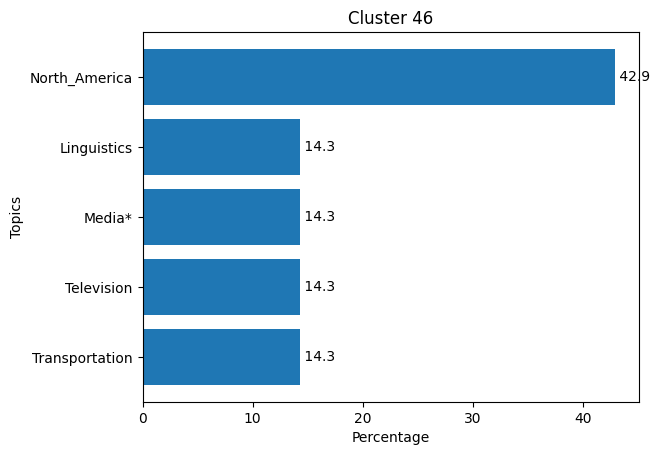 Cluster 46
Topics
North_America
42.9
Linguistics
14.3
Media*
14.3
Television
14.3
Transportation
14.3
0
10
20
30
40
Percentage